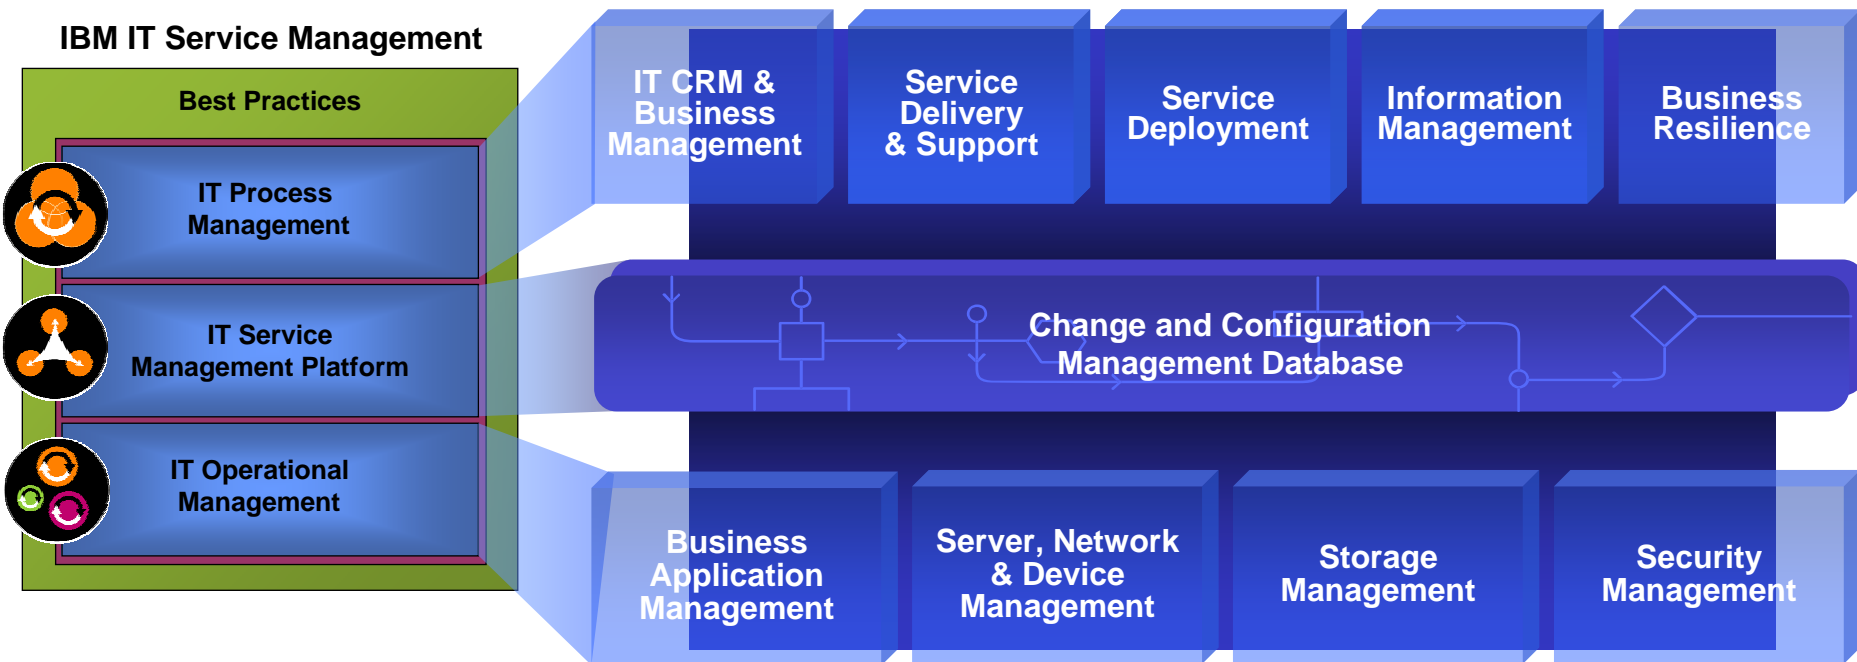 IBM IT Service Management
Best Practices
IT Process
Management
IT Service
Management Platform
IT Operational
Management
IT CRM &
Business
Management
Service
Delivery
& Support
Service
Deployment
Information
Management
Business
Resilience
Change and Configuration
Management Database
Business
Application
Management
Server, Network
& Device
Management
Storage
Management
Security
Management